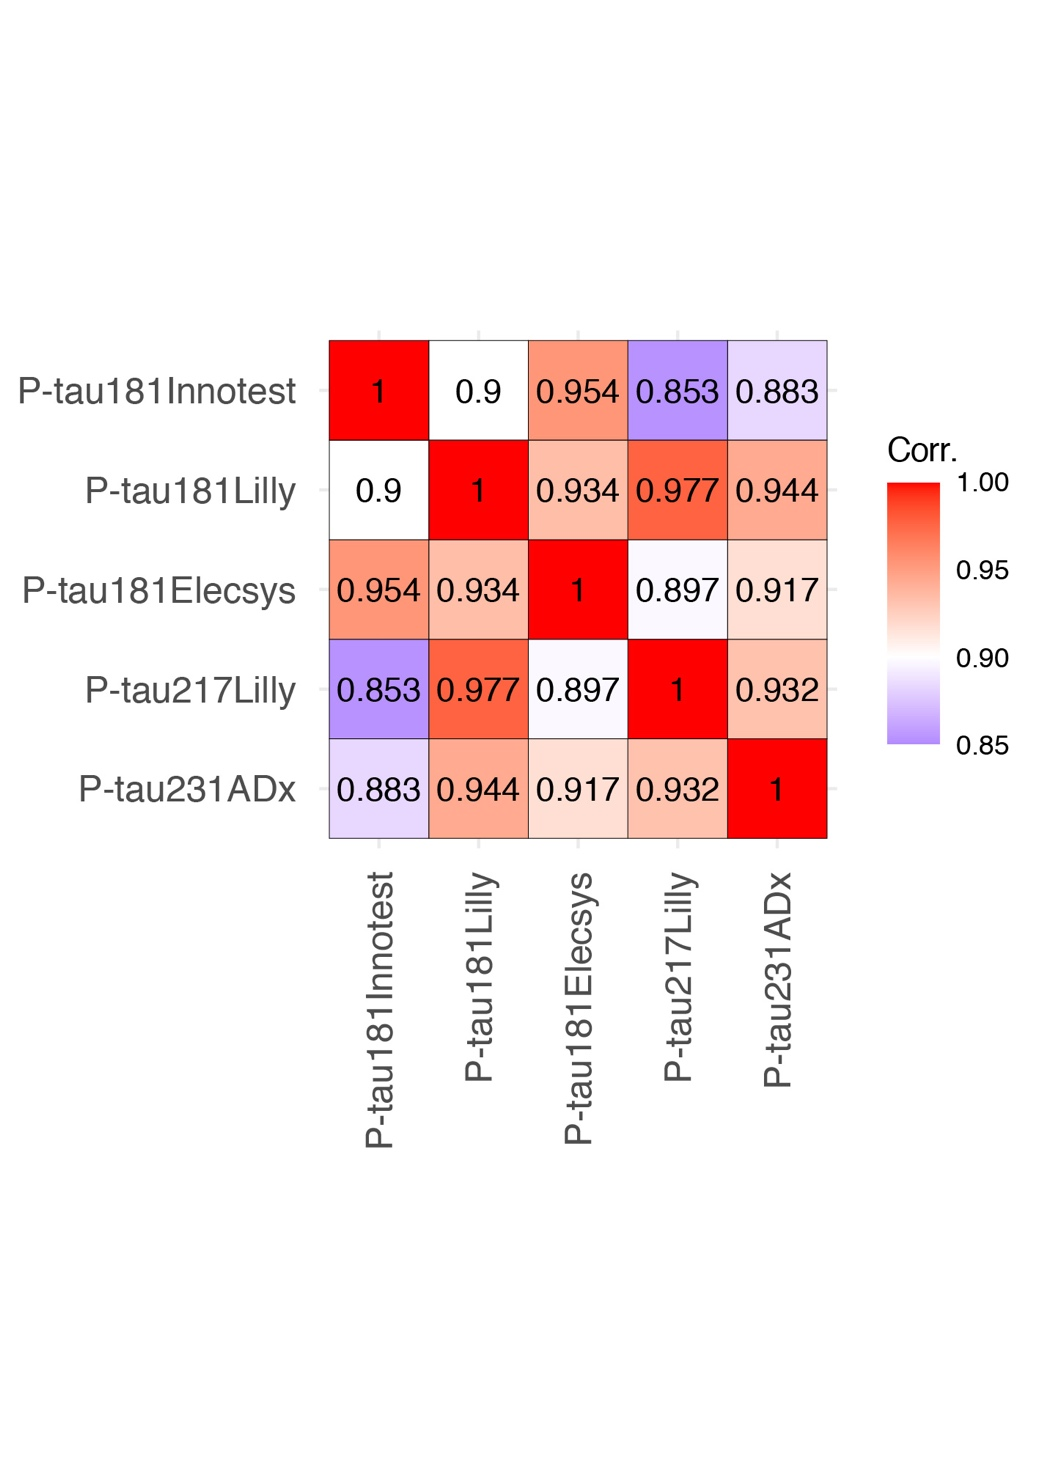 P-tau181Innotest 1 0.9 0.954 0.853 0.883
P-tau181Lilly 0.9 1 0.934 0.977 0.944
P-tau181Elecsys 0.954 0.934 1 0.897 0.917
P-tau217Lilly 0.853 0.977 0.897 1 0.932
P-tau231ADx 0.883 0.944 0.917 0.932 1
P-tau181Innotest
P-tau181Lilly
P-tau181Elecsys
P-tau217Lilly
P-tau231ADx
Corr.
1.00
0.95
0.90
0.85